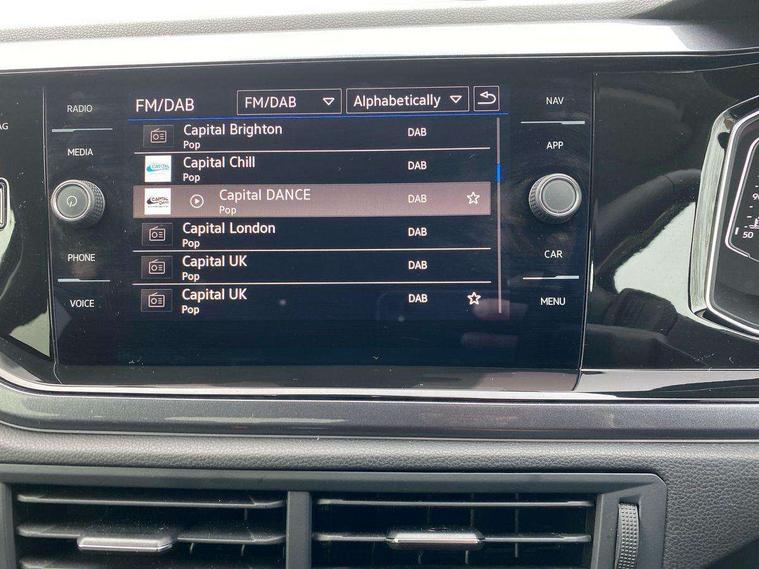 RADIO
MEDIA
PHONE
VOICE
FM/DAB FM/DAB Alphabetically
Capital Brighton DAB
Pop
Capital Chill DAB
Pop
Capital DANCE DAB
Pop
Capital London DAB
Pop
Capital UK DAB
Pop
Capital UK DAB
Pop
NAV
APP
CAR
MENU
50